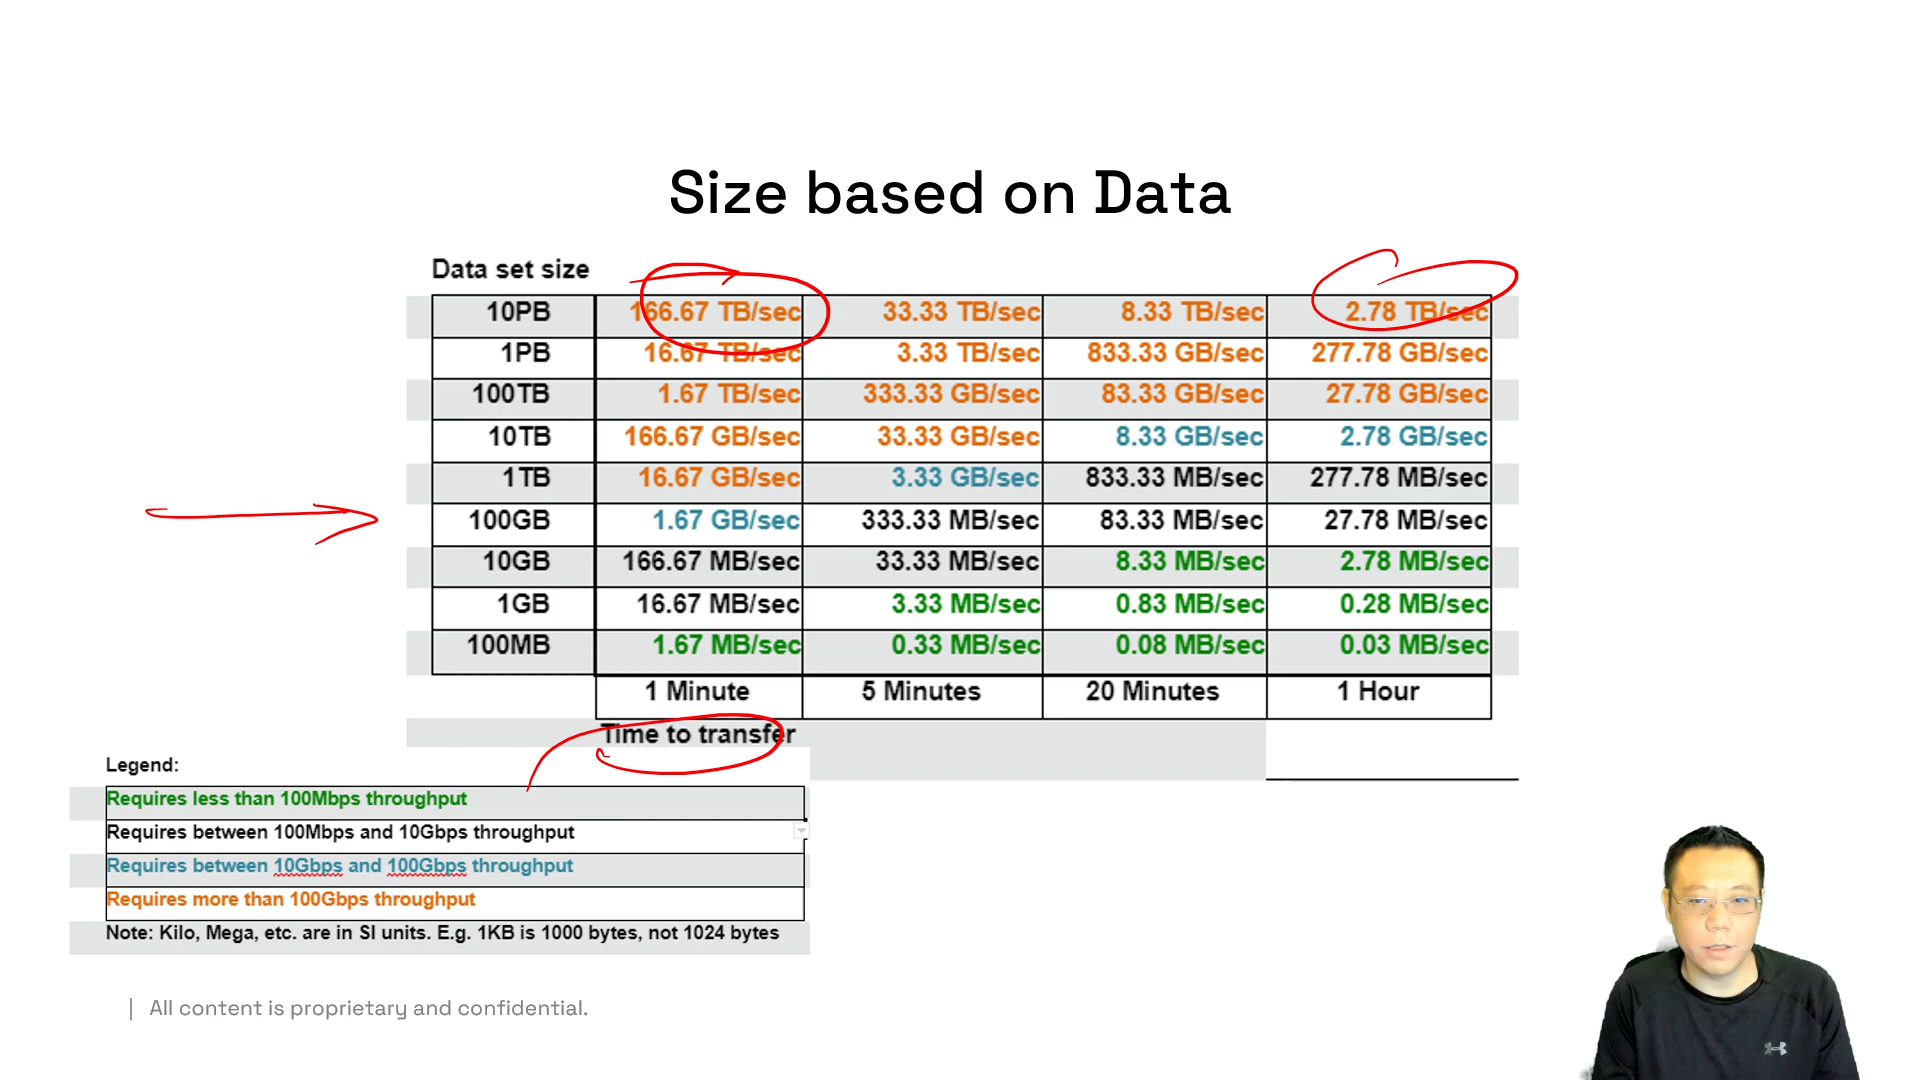 Size based on Data
Data set size
10PB 166.67 TB/sec 33.33 TB/sec 8.33 TB/sec 2.78 TB/sec
1PB 16.67 TB/sec 3.33 TB/sec 833.33 GB/sec 277.78 GB/sec
100TB 1.67 TB/sec 333.33 GB/sec 83.33 GB/sec 27.78 GB/sec
10TB 166.67 GB/sec 33.33 GB/sec 8.33 GB/sec 2.78 GB/sec
1TB 16.67 GB/sec 3.33 GB/sec 833.33 MB/sec 277.78 MB/sec
100GB 1.67 GB/sec 333.33 MB/sec 83.33 MB/sec 27.78 MB/sec
10GB 166.67 MB/sec 33.33 MB/sec 8.33 MB/sec 2.78 MB/sec
1GB 16.67 MB/sec 3.33 MB/sec 0.83 MB/sec 0.28 MB/sec
100MB 1.67 MB/sec 0.33 MB/sec 0.08 MB/sec 0.03 MB/sec
1 Minute 5 Minutes 20 Minutes 1 Hour
Time to transfer
Legend:
Requires less than 100Mbps throughput
Requires between 100Mbps and 10Gbps throughput
Requires between 10Gbps and 100Gbps throughput
Requires more than 100Gbps throughput
Note: Kilo, Mega, etc. are in SI units. E.g. 1KB is 1000 bytes, not 1024 bytes
| All content is proprietary and confidential.